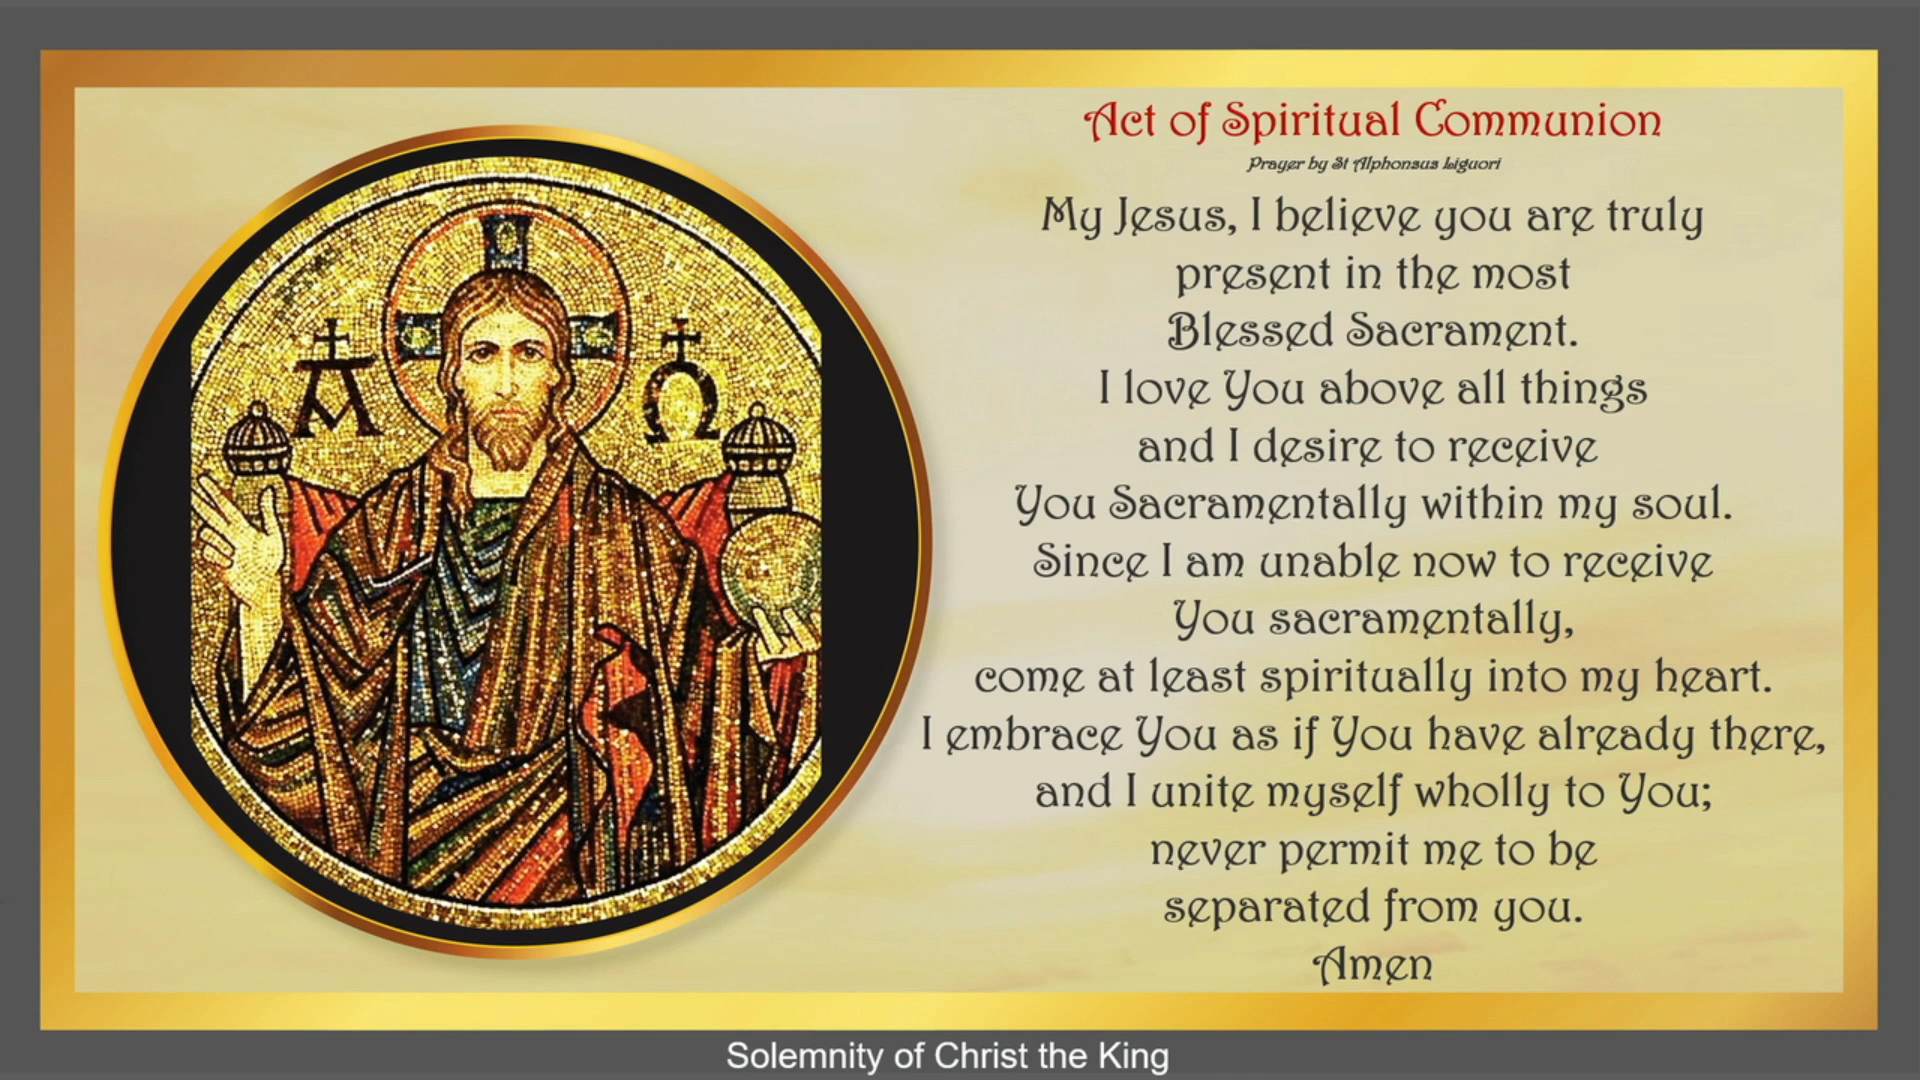 Act of Spiritual Communion
Prayer by St Alphonsus Liguori
My Jesus, I believe you are truly
present in the most
Blessed Sacrament.
I love You above all things
and I desire to receive
You Sacramentally within my soul.
Since I am unable now to receive
You sacramentally,
come at least spiritually into my heart.
I embrace You as if You have already there,
and I unite myself wholly to You;
never permit me to be
separated from you.
Amen
Α Ω
Solemnity of Christ the King